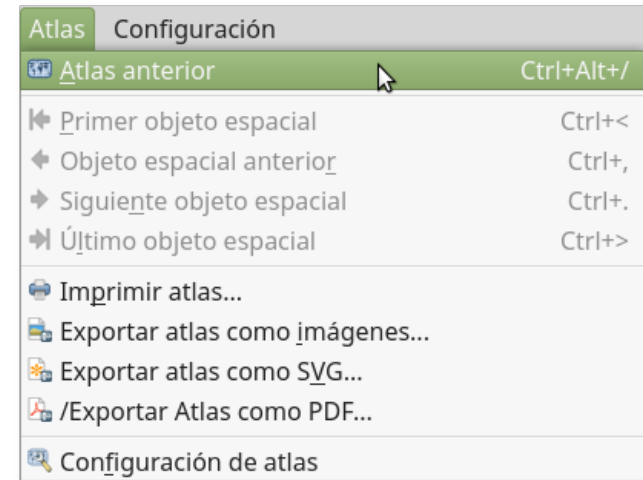 Atlas Configuración
Atlas anterior Ctrl+Alt+/
Primer objeto espacial Ctrl+<
Objeto espacial anterior Ctrl+,
Siguiente objeto espacial Ctrl+.
Último objeto espacial Ctrl+>
Imprimir atlas...
Exportar atlas como imágenes...
Exportar atlas como SVG...
/Exportar Atlas como PDF...
Configuración de atlas